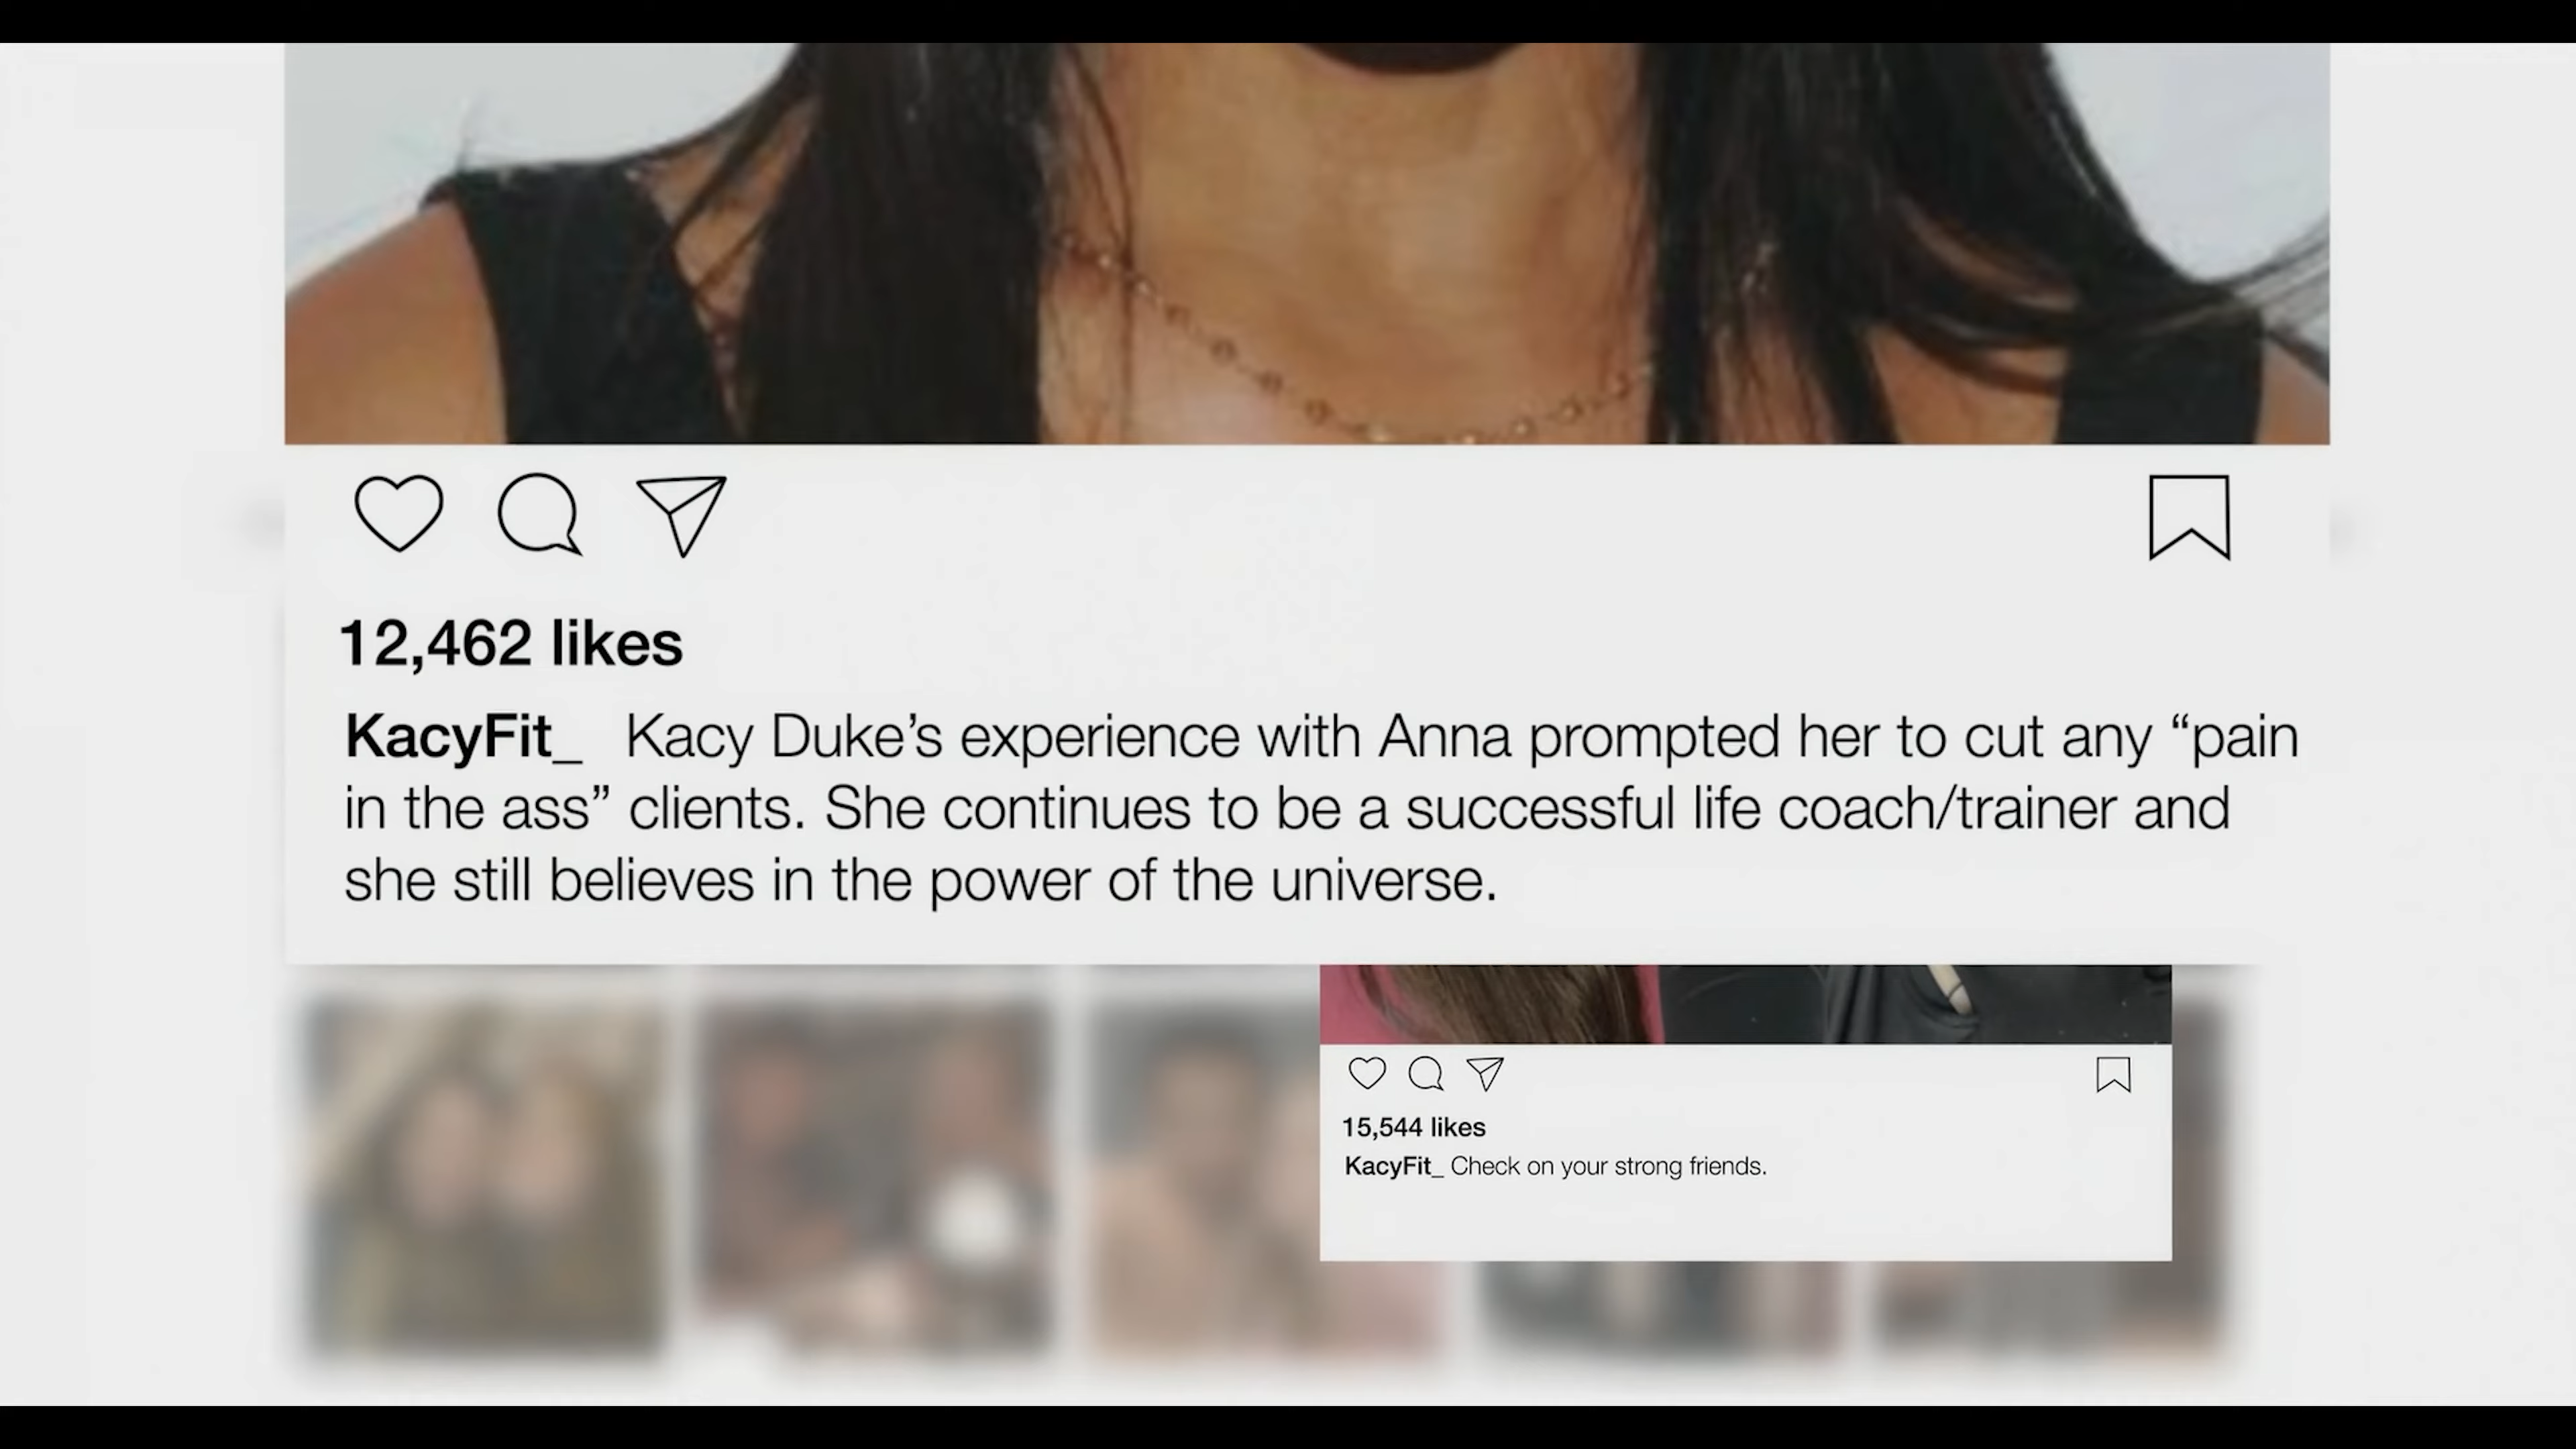 12,462 likes
KacyFit_ Kacy Duke’s experience with Anna prompted her to cut any “pain
in the ass” clients. She continues to be a successful life coach/trainer and
she still believes in the power of the universe.
15,544 likes
KacyFit_ Check on your strong friends.